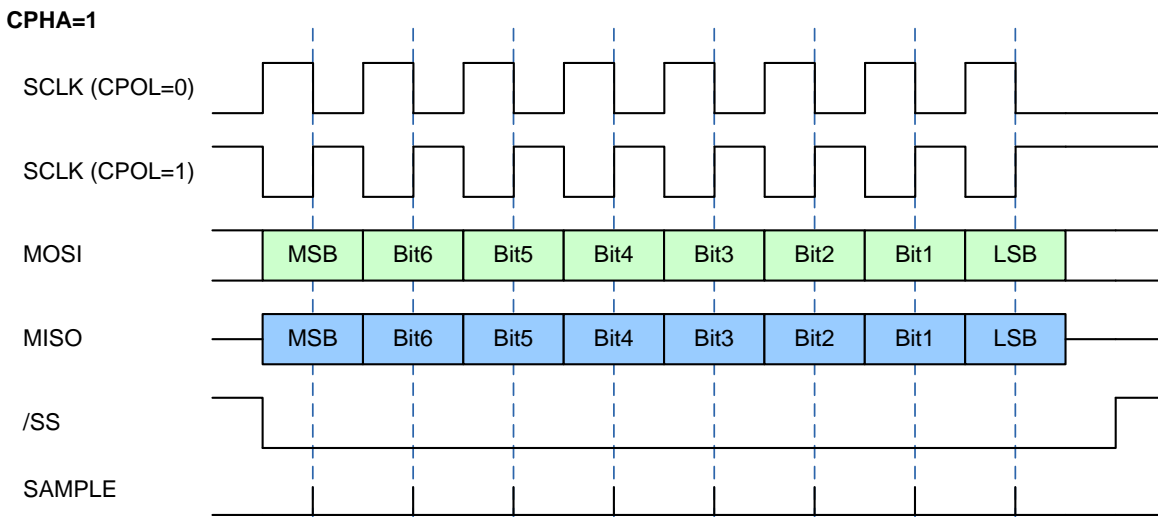 CPHA=1
SCLK (CPOL=0)
SCLK (CPOL=1)
MOSI MSB Bit6 Bit5 Bit4 Bit3 Bit2 Bit1 LSB
MISO MSB Bit6 Bit5 Bit4 Bit3 Bit2 Bit1 LSB
/SS
SAMPLE